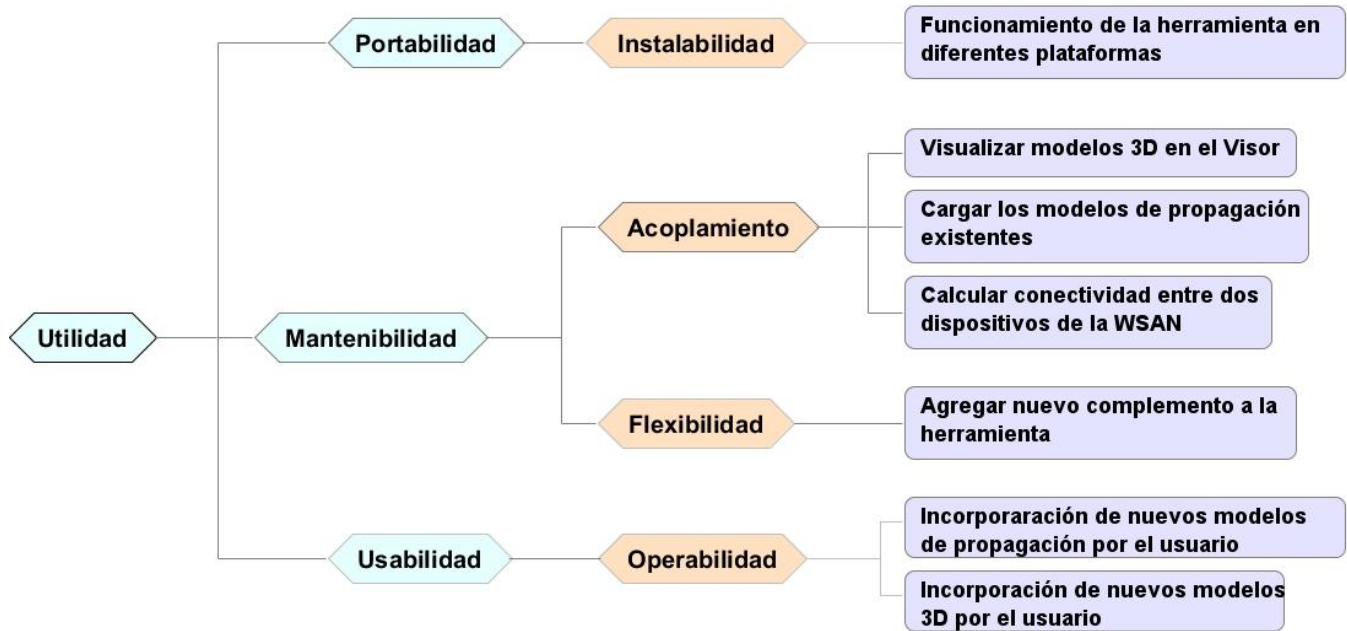 Utilidad
Portabilidad
Instalabilidad
Funcionamiento de la herramienta en
diferentes plataformas
Mantenibilidad
Acoplamiento
Visualizar modelos 3D en el Visor
Cargar los modelos de propagación
existentes
Calcular conectividad entre dos
dispositivos de la WSAN
Flexibilidad
Agregar nuevo complemento a la
herramienta
Usabilidad
Operabilidad
Incorporaración de nuevos modelos
de propagación por el usuario
Incorporación de nuevos modelos
3D por el usuario